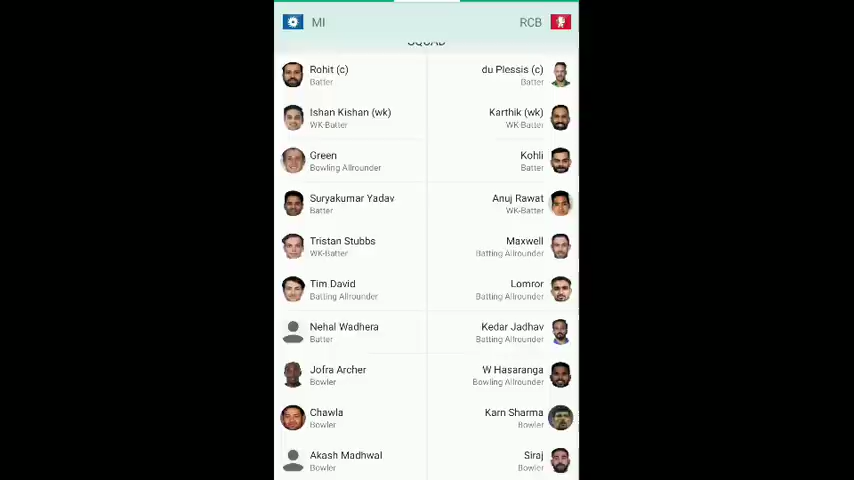 MI RCB
SQUAD
Rohit (c) du Plessis (c)
Batter Batter
Ishan Kishan (wk) Karthik (wk)
WK-Batter WK-Batter
Green Kohli
Bowling Allrounder Batter
Suryakumar Yadav Anuj Rawat
Batter WK-Batter
Tristan Stubbs Maxwell
WK-Batter Batting Allrounder
Tim David Lomror
Batting Allrounder Batting Allrounder
Nehal Wadhera Kedar Jadhav
Batter Batting Allrounder
Jofra Archer W Hasaranga
Bowler Bowling Allrounder
Chawla Karn Sharma
Bowler Bowler
Akash Madhwal Siraj
Bowler Bowler